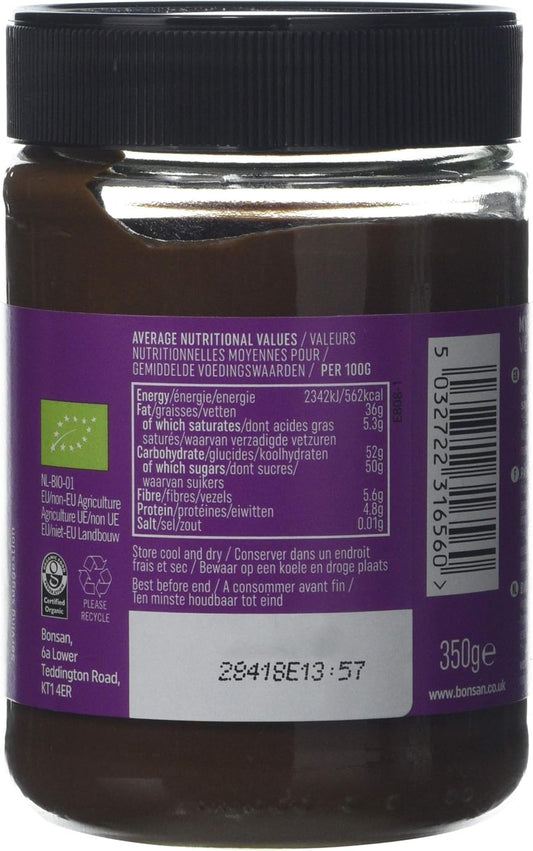 AVERAGE NUTRITIONAL VALUES / VALEURS
NUTRITIONNELLES MOYENNES POUR /
GEMIDDELDE VOEDINGSWAARDEN / PER 100G
Energy/énergie/energie 2342kJ/562kcal
Fat/graisses/vetten 36g
of which saturates/dont acides gras 5.3g
saturés/waarvan verzadigde vetzuren
Carbohydrate/glucides/koolhydraten 52g
of which sugars/dont sucres/ 50g
waarvan suikers
Fibre/fibres/vezels 5.6g
Protein/protéines/eiwitten 4.8g
Salt/sel/zout 0.01g
E808-1
Store cool and dry / Conserver dans un endroit
frais et sec / Bewaar op een koele en droge plaats
Best before end / A consommer avant fin /
Ten minste houdbaar tot eind
28418E13:57
NL-BIO-01
EU/non-EU Agriculture
Agriculture UE/non UE
EU/niet-EU Landbouw
Certified
Organic
PLEASE
RECYCLE
Bonsan,
6a Lower
Teddington Road,
KT1 4ER
5 032722 316560 >
350g℮
www.bonsan.co.uk